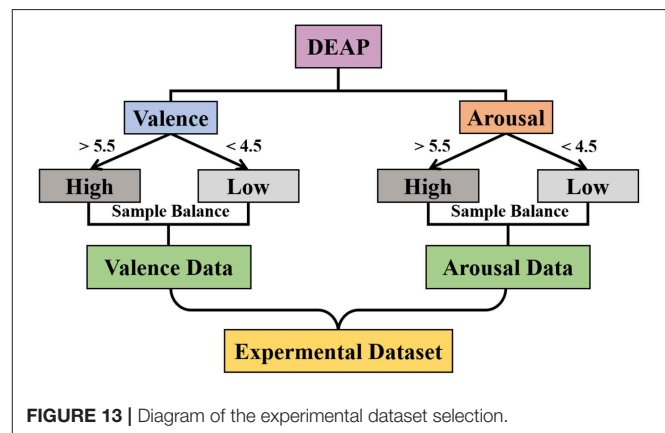 DEAP
Valence Arousal
> 5.5 < 4.5 > 5.5 < 4.5
High Low High Low
Sample Balance Sample Balance
Valence Data Arousal Data
Expermental Dataset
FIGURE 13 | Diagram of the experimental dataset selection.